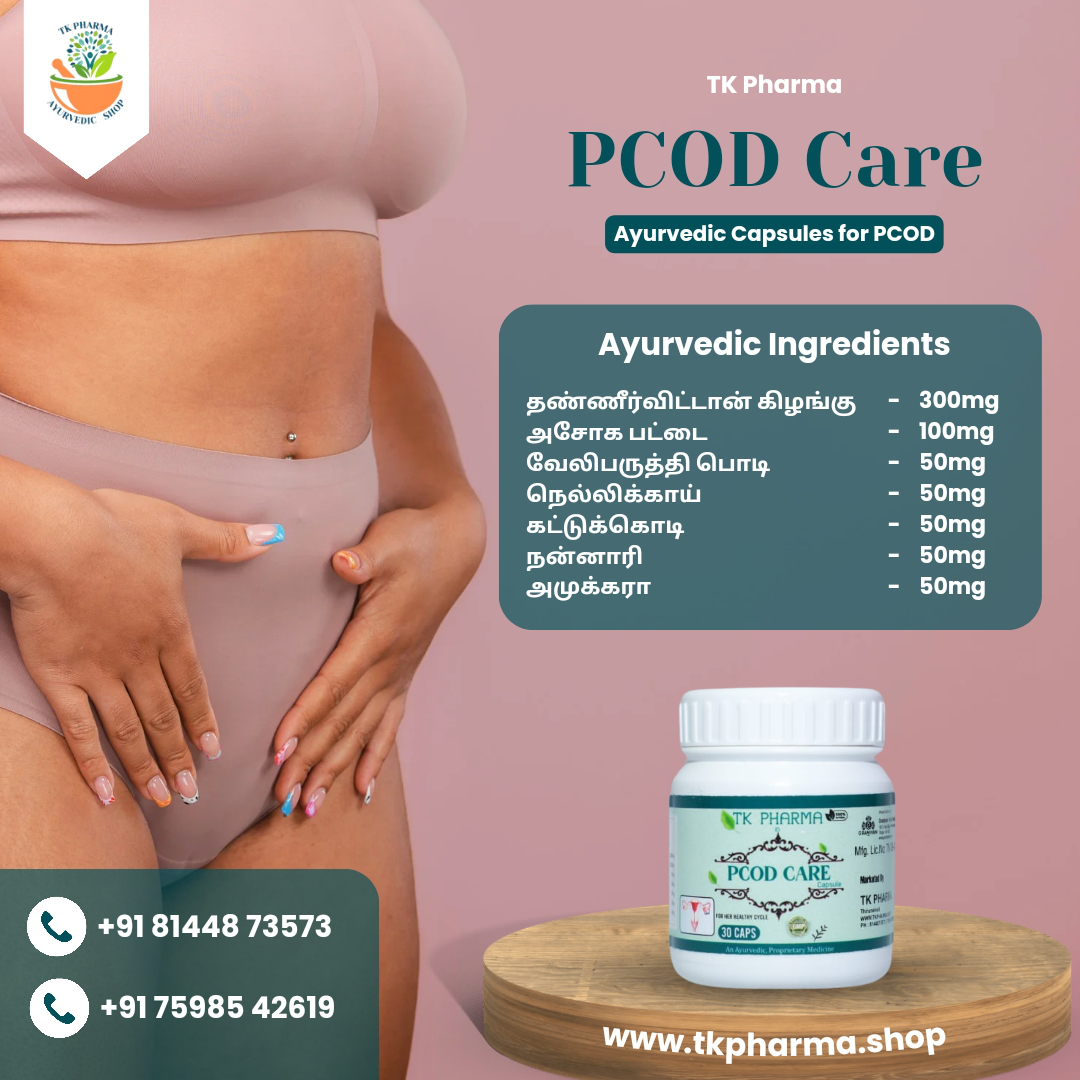 TK PHARMA
AYURVEDIC SHOP
TK Pharma
PCOD Care
Ayurvedic Capsules for PCOD
Ayurvedic Ingredients
தண்ணீர்விட்டான் கிழங்கு - 300mg
அசோக பட்டை - 100mg
வேலிபருத்தி பொடி - 50mg
நெல்லிக்காய் - 50mg
கட்டுக்கொடி - 50mg
நன்னாரி - 50mg
அமுக்கரா - 50mg
TK PHARMA
Mfg. Lic.No
PCOD CARE
Capsule
Marketed By
TK PHAR
FOR HER HEALTHY CYCLE
30 CAPS
An Ayurvedic, Proprietary Medicine
+91 81448 73573
+91 75985 42619
www.tkpharma.shop